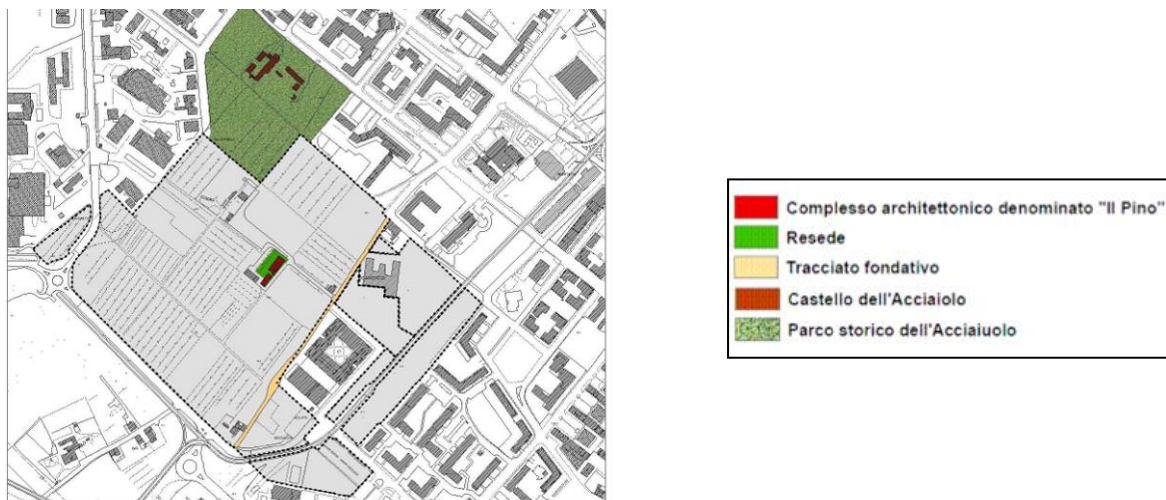 Complesso architettonico denominato "Il Pino"
Resede
Tracciato fondativo
Castello dell'Acciaiolo
Parco storico dell'Acciaiuolo